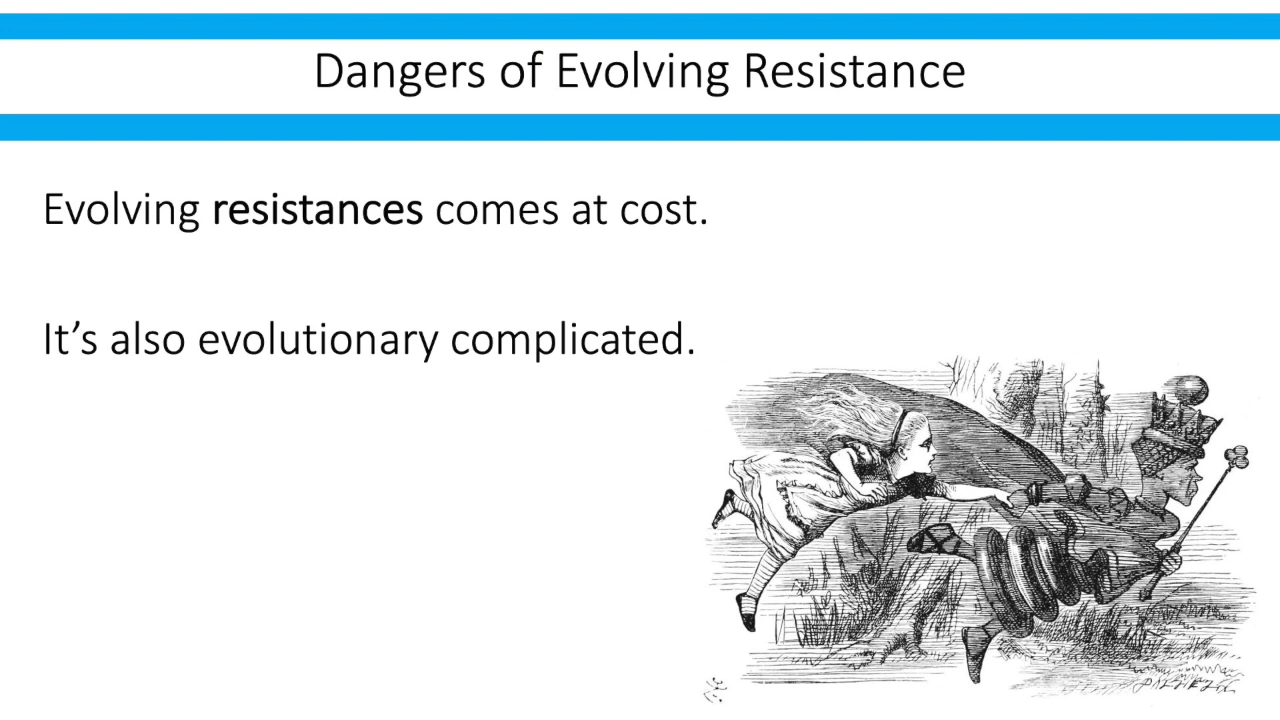 Dangers of Evolving Resistance
Evolving resistances comes at cost.
It’s also evolutionary complicated.